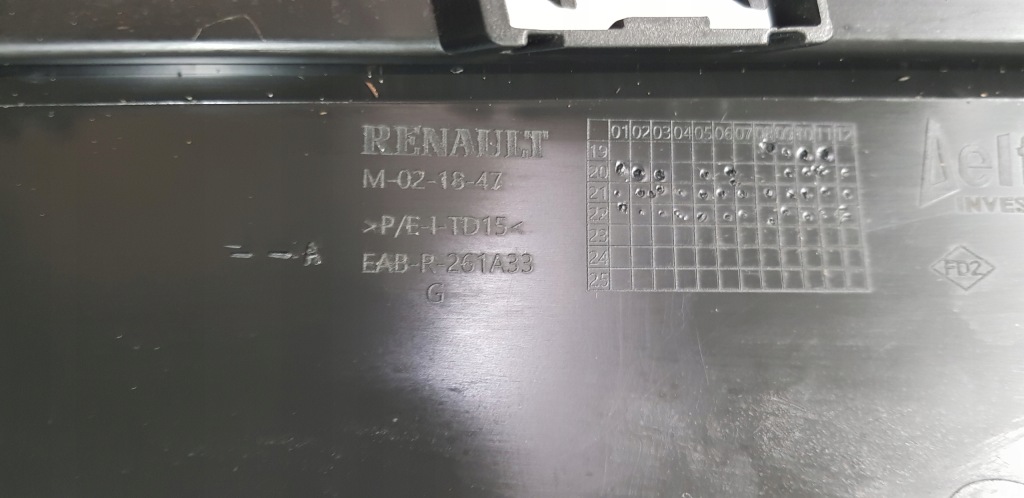 RENAULT
M-02-18-47
>P/E-I-TD15<
EAB-R-261A33
G
A
01 02 03 04 05 06 07 08 09 10 11 12
19
20
21
22
23
24
25
INVES
FD2